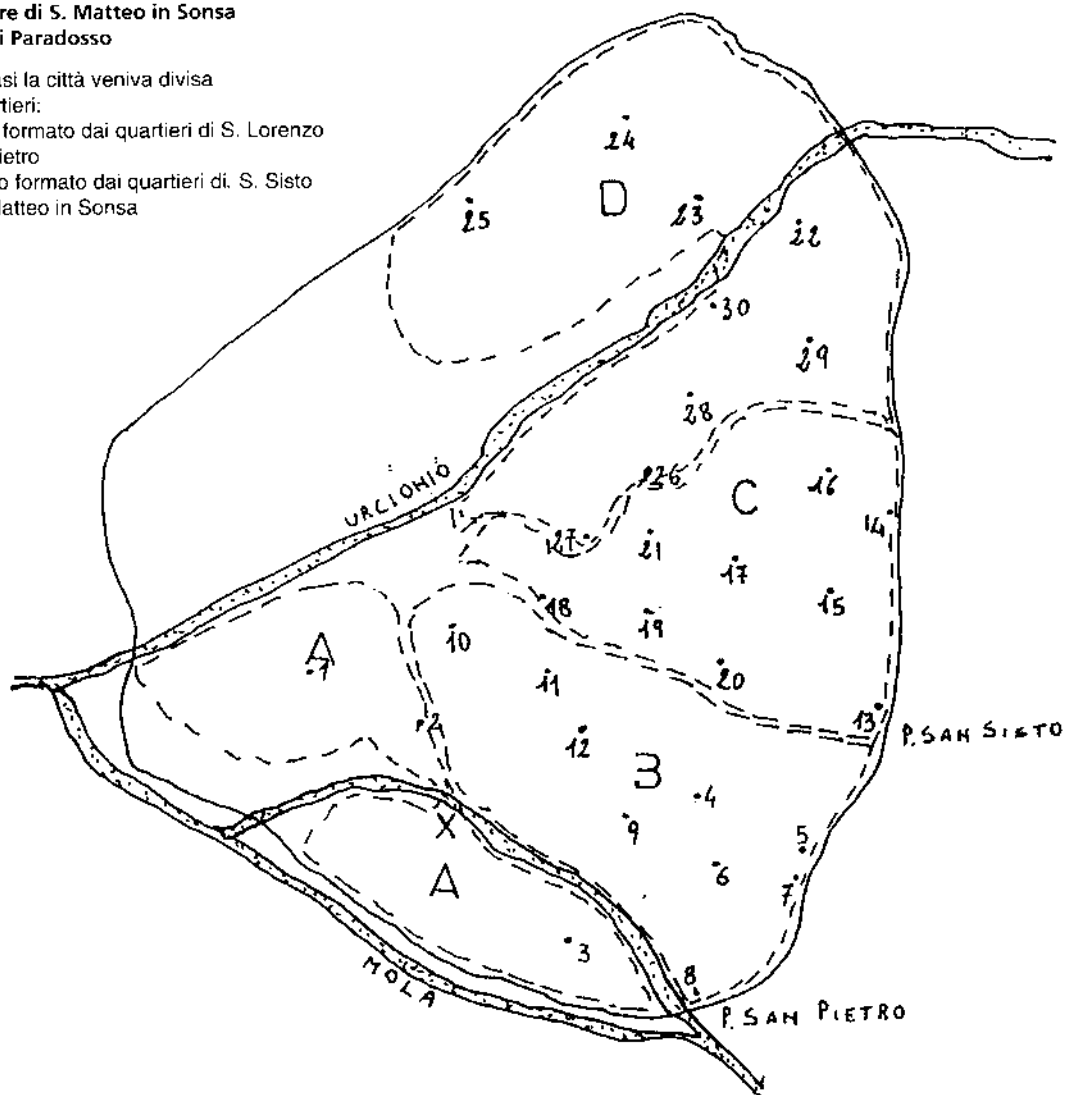 re di S. Matteo in Sonsa
i Paradosso
asi la città veniva divisa
tieri:
formato dai quartieri di S. Lorenzo
ietro
o formato dai quartieri di. S. Sisto
latteo in Sonsa
24
D
25
23
22
30
29
28
URCIONIO
26
C
16
14
27
21
17
15
18
19
10
A
1
20
11
2
13
P. SAN SISTO
12
B
4
X
9
5
A
6
7
3
8
MOLA
P. SAN PIETRO